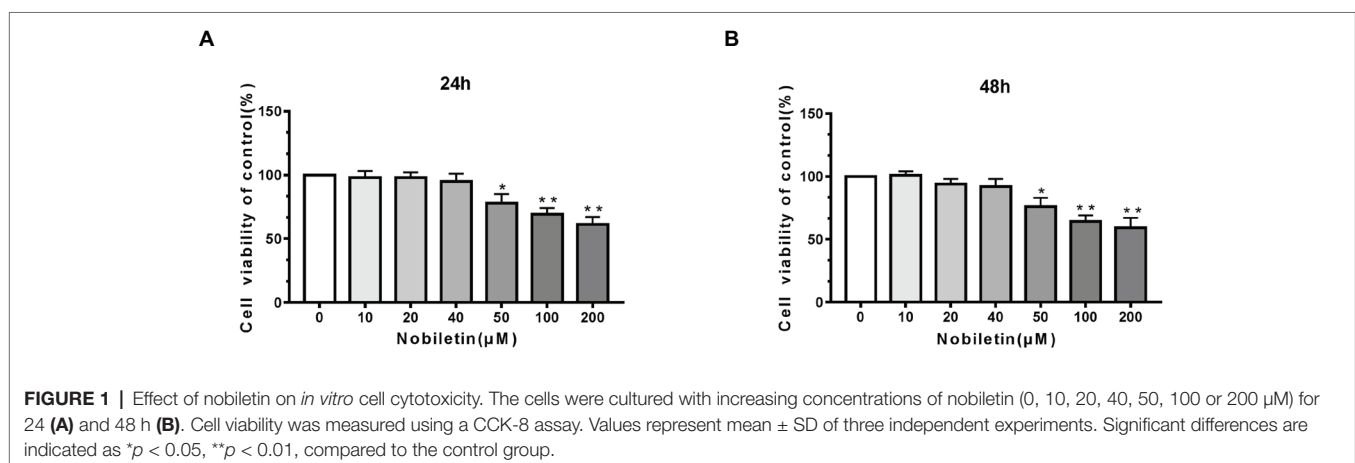 A
24h
Cell viability of control(%)
150
100
50
0
*
**
**
0 10 20 40 50 100 200
Nobiletin(μM)
B
48h
Cell viability of control(%)
150
100
50
0
*
**
**
0 10 20 40 50 100 200
Nobiletin(μM)
FIGURE 1 | Effect of nobiletin on in vitro cell cytotoxicity. The cells were cultured with increasing concentrations of nobiletin (0, 10, 20, 40, 50, 100 or 200 μM) for
24 (A) and 48 h (B). Cell viability was measured using a CCK-8 assay. Values represent mean ± SD of three independent experiments. Significant differences are
indicated as *p < 0.05, **p < 0.01, compared to the control group.